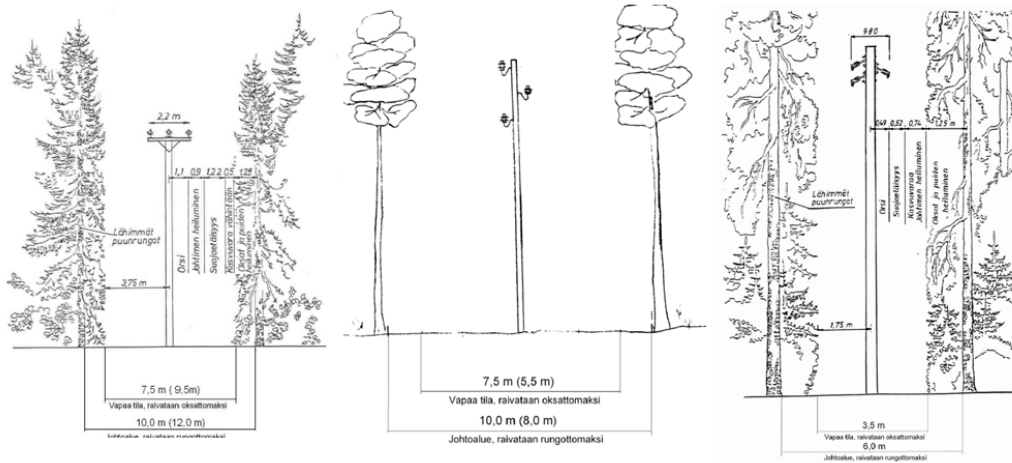 2,2 m
1,1 0,9 1,2 2 0,5 1,25
Orsi
Johtimen heiluminen
Suojaetäisyys
Kasvuvara vähintään
Oksat ja puiden
heiluminen
Lähimmät
puunrungot
3,75 m
7,5 m ( 9,5m)
Vapaa tila, raivataan oksattomaksi
10,0 m (12,0 m)
Johtoalue, raivataan rungottomaksi
7,5 m (5,5 m)
Vapaa tila, raivataan oksattomaksi
10,0 m (8,0 m)
Johtoalue, raivataan rungottomaksi
980
0,49 0,52 0,74 1,25 m
Orsi
Suojaetäisyys
Kasvuvaraa
Johtimen heiluminen
Oksat ja puiden
heiluminen
Lähimmät
puunrungot
1,75 m
3,5 m
Vapaa tila, raivataan oksattomaksi
6,0 m
Johtoalue, raivataan rungottomaksi